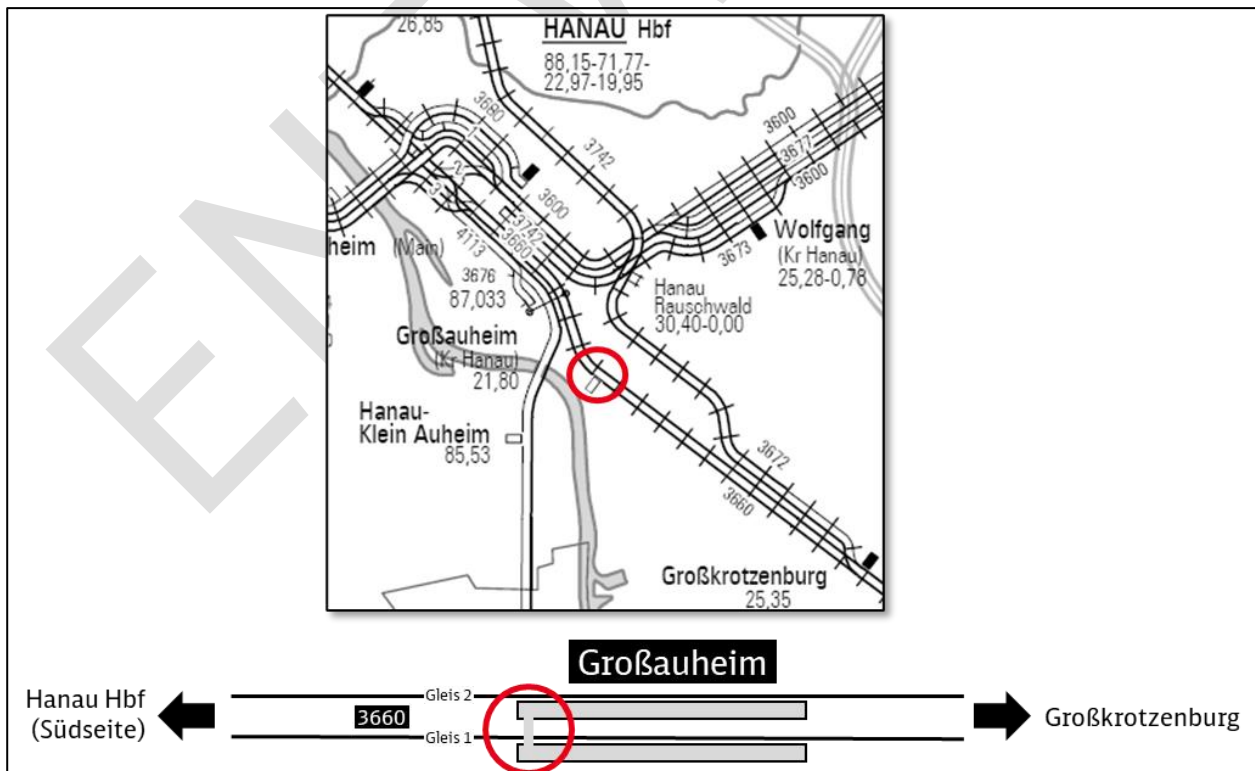 26,85
HANAU Hbf
88,15-71,77-
22,97-19,95
3680
3742
3600
3677
3600
3600
3742
3660
4113
3673
Wolfgang
(Kr Hanau)
25,28-0,78
heim (Main)
3676
87,033
Hanau
Rauschwald
30,40-0,00
Großauheim
(Kr Hanau)
21,80
Hanau-
Klein Auheim
85,53
3672
3660
Großkrotzenburg
25,35
Großauheim
Hanau Hbf
(Südseite)
Gleis 2
3660
Gleis 1
Großkrotzenburg